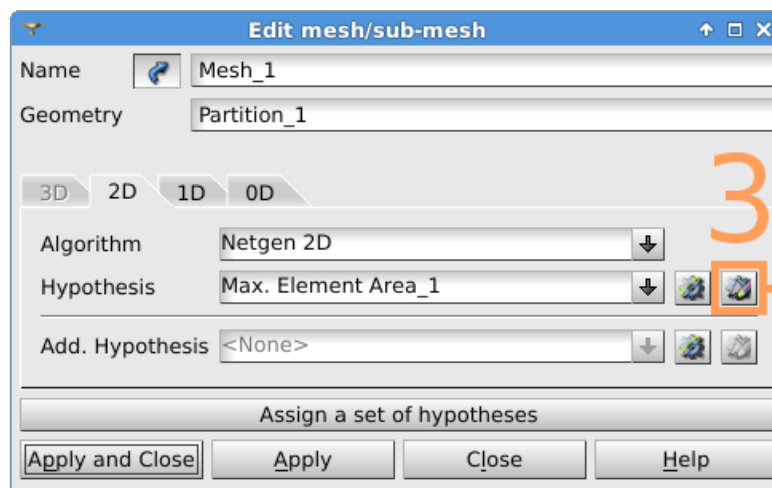 Edit mesh/sub-mesh
Name Mesh_1
Geometry Partition_1
3
3D 2D 1D 0D
Algorithm Netgen 2D
Hypothesis Max. Element Area_1
Add. Hypothesis <None>
Assign a set of hypotheses
Apply and Close Apply Close Help